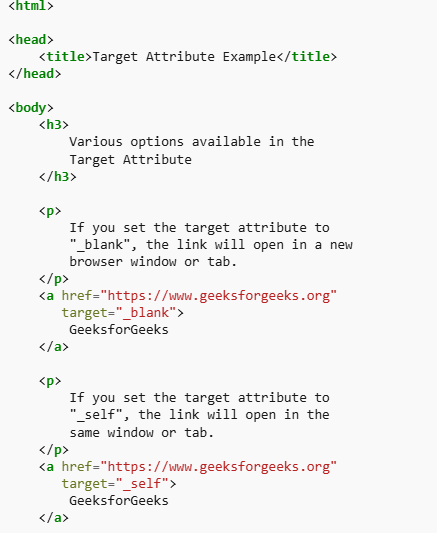 <html>
<head>
<title>Target Attribute Example</title>
</head>
<body>
<h3>
Various options available in the
Target Attribute
</h3>
<p>
If you set the target attribute to
"_blank", the link will open in a new
browser window or tab.
</p>
<a href="https://www.geeksforgeeks.org"
target="_blank">
GeeksforGeeks
</a>
<p>
If you set the target attribute to
"_self", the link will open in the
same window or tab.
</p>
<a href="https://www.geeksforgeeks.org"
target="_self">
GeeksforGeeks
</a>